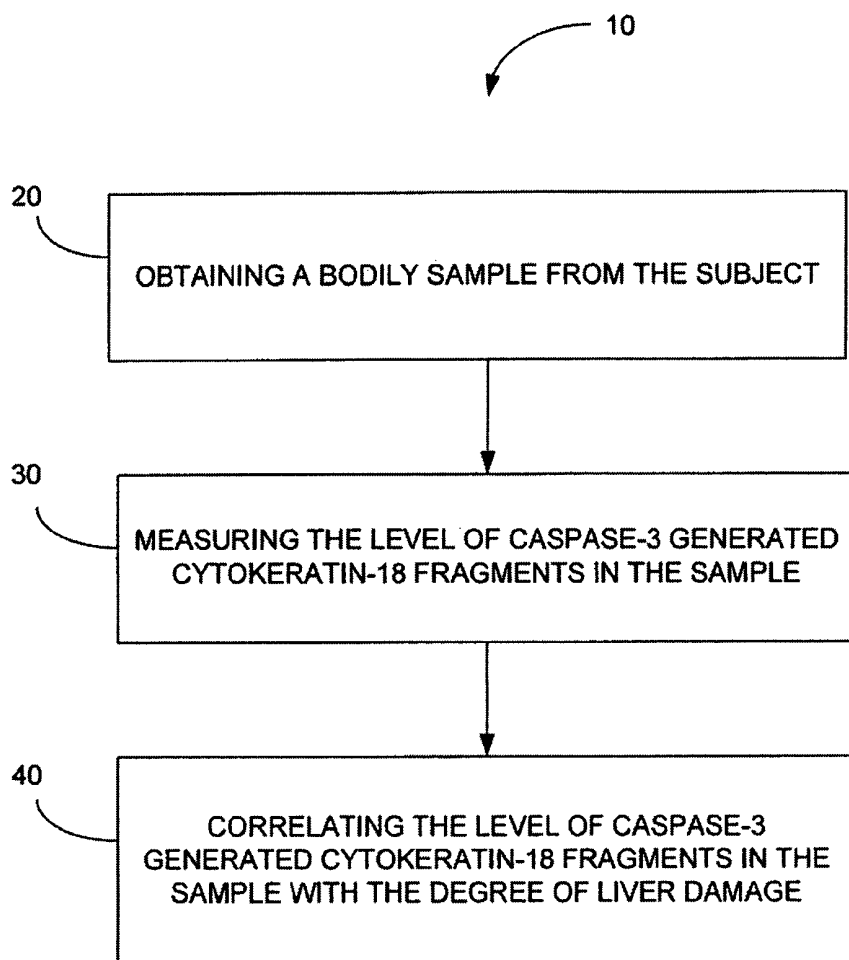 10
20
OBTAINING A BODILY SAMPLE FROM THE SUBJECT
30
MEASURING THE LEVEL OF CASPASE-3 GENERATED
CYTOKERATIN-18 FRAGMENTS IN THE SAMPLE
40
CORRELATING THE LEVEL OF CASPASE-3
GENERATED CYTOKERATIN-18 FRAGMENTS IN THE
SAMPLE WITH THE DEGREE OF LIVER DAMAGE